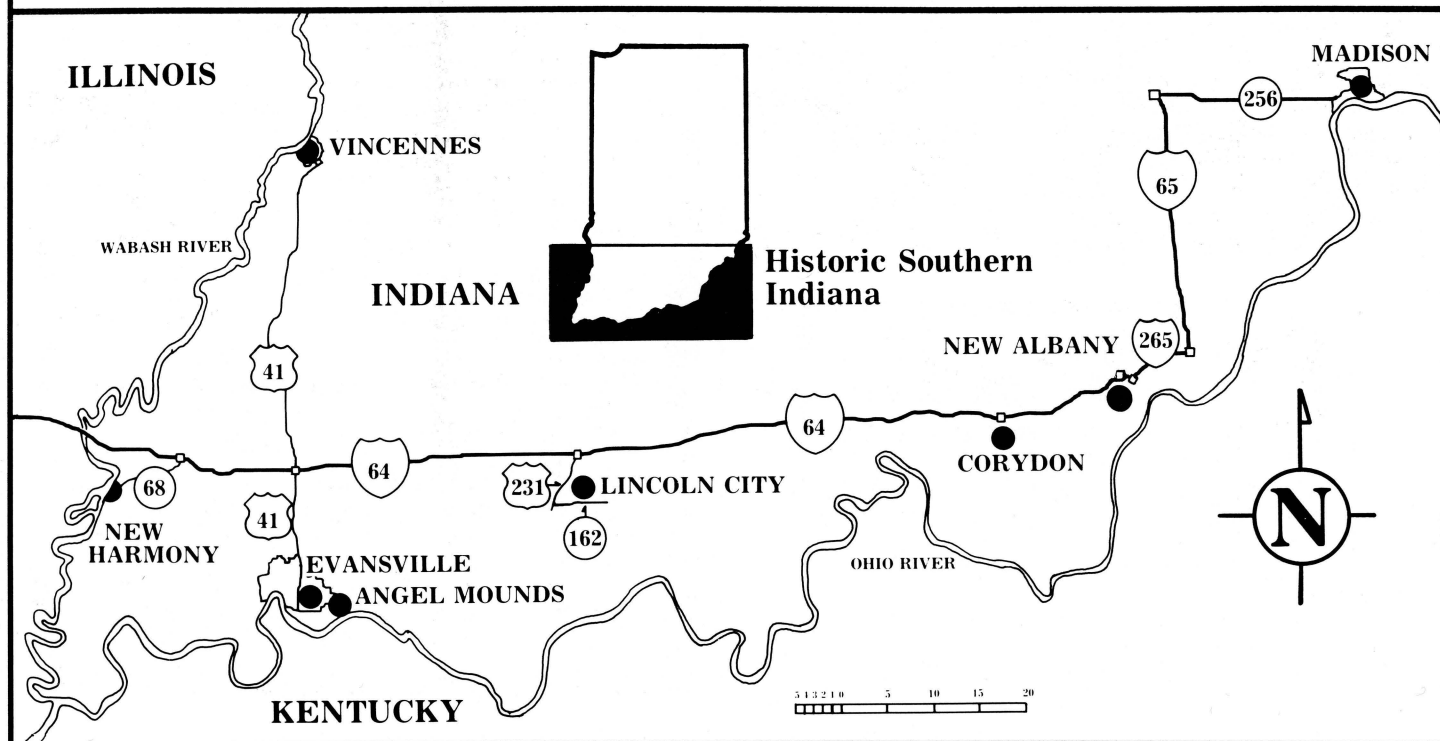 MADISON
ILLINOIS
256
VINCENNES
65
WABASH RIVER
Historic Southern
Indiana
INDIANA
NEW ALBANY
265
41
64
64
CORYDON
68
231
LINCOLN CITY
N
41
162
NEW
HARMONY
EVANSVILLE
OHIO RIVER
ANGEL MOUNDS
5 4 3 2 1 0 5 10 15 20
KENTUCKY